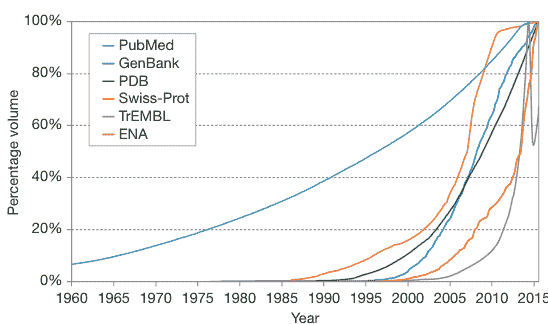 100%
80%
60%
40%
20%
0%
Percentage volume
PubMed
GenBank
PDB
Swiss-Prot
TrEMBL
ENA
1960 1965 1970 1975 1980 1985 1990 1995 2000 2005 2010 2015
Year